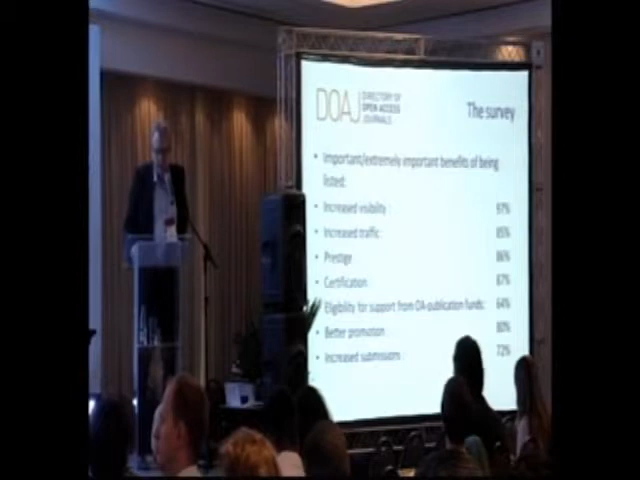 DOAJ
DIRECTORY OF
OPEN ACCESS
JOURNALS
The survey
• Important/extremely important benefits of being
listed:
• Increased visibility 97%
• Increased traffic: 85%
• Prestige 86%
• Certification 87%
• Eligibility for support from OA-publication funds: 64%
• Better promotion 80%
• Increased submissions 72%